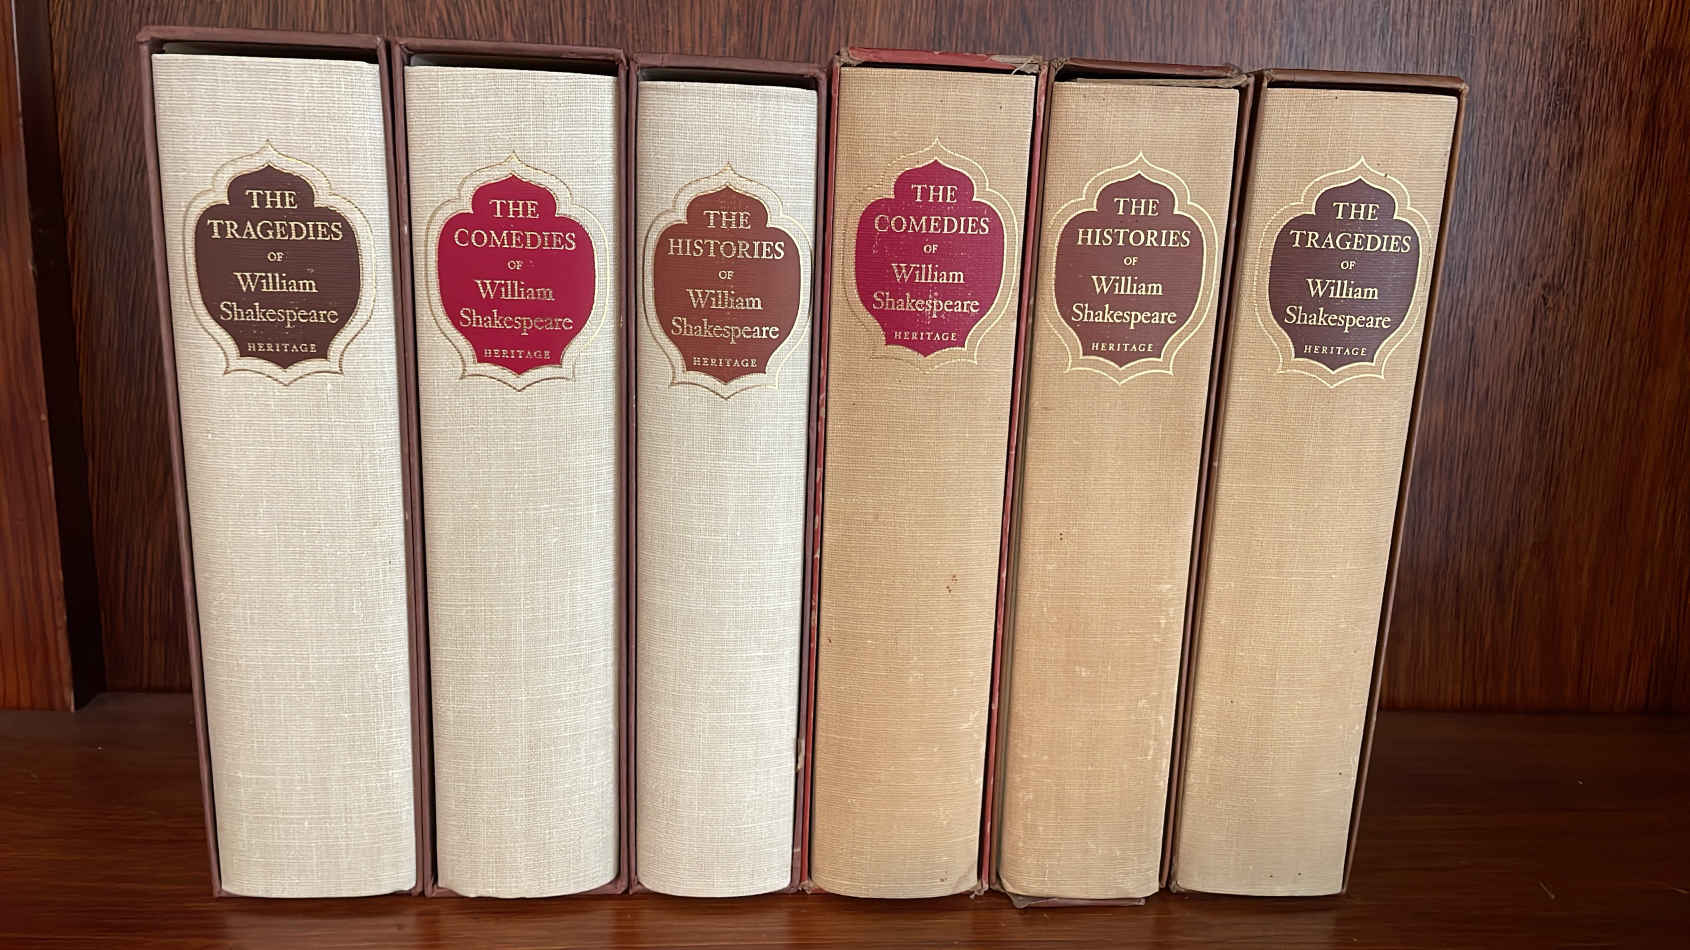 THE
TRAGEDIES
OF
William
Shakespeare
HERITAGE
THE
COMEDIES
OF
William
Shakespeare
HERITAGE
THE
HISTORIES
OF
William
Shakespeare
HERITAGE
THE
COMEDIES
OF
William
Shakespeare
HERITAGE
THE
HISTORIES
OF
William
Shakespeare
HERITAGE
THE
TRAGEDIES
OF
William
Shakespeare
HERITAGE